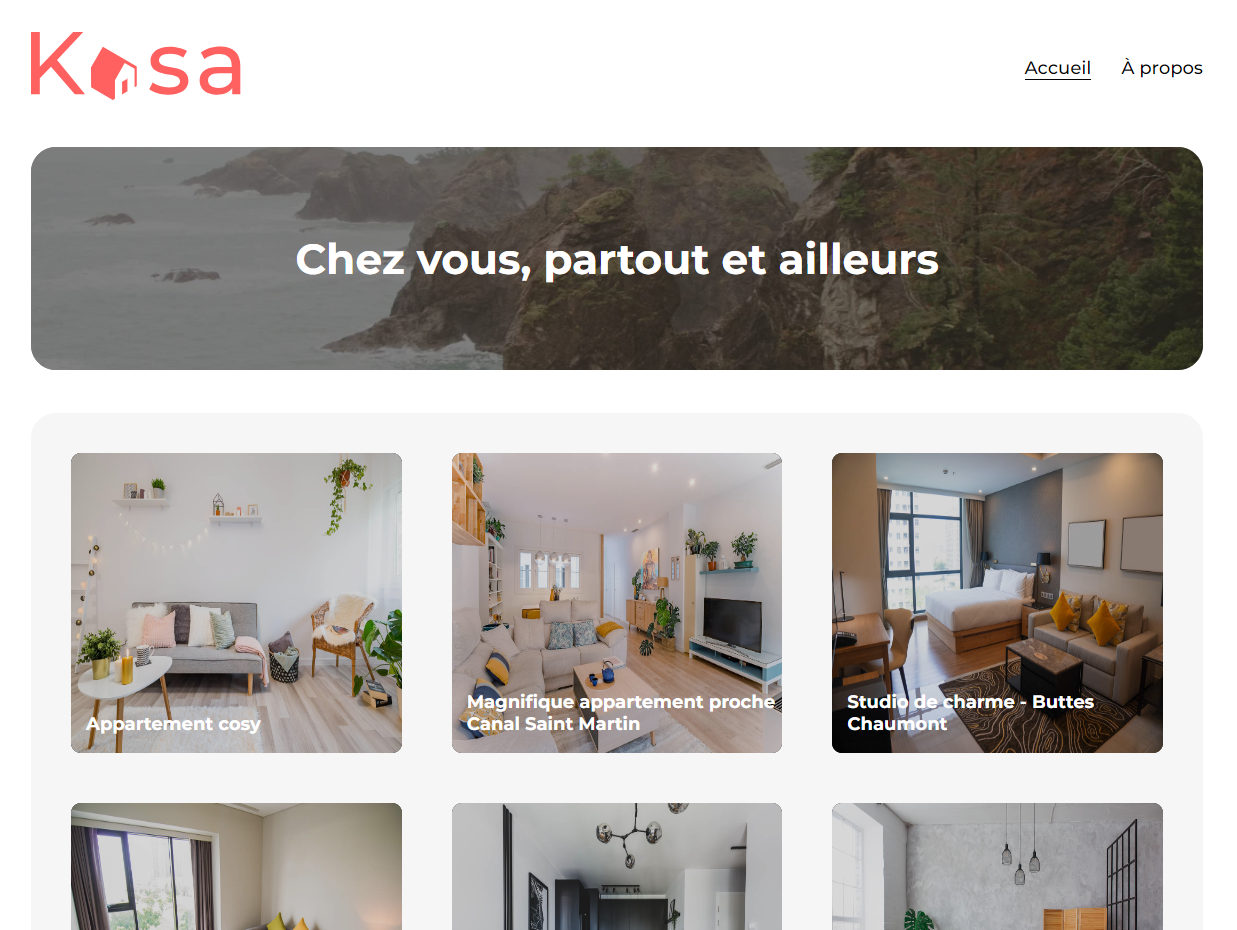 Kasa
Accueil À propos
Chez vous, partout et ailleurs
Appartement cosy
Magnifique appartement proche
Canal Saint Martin
Studio de charme - Buttes
Chaumont